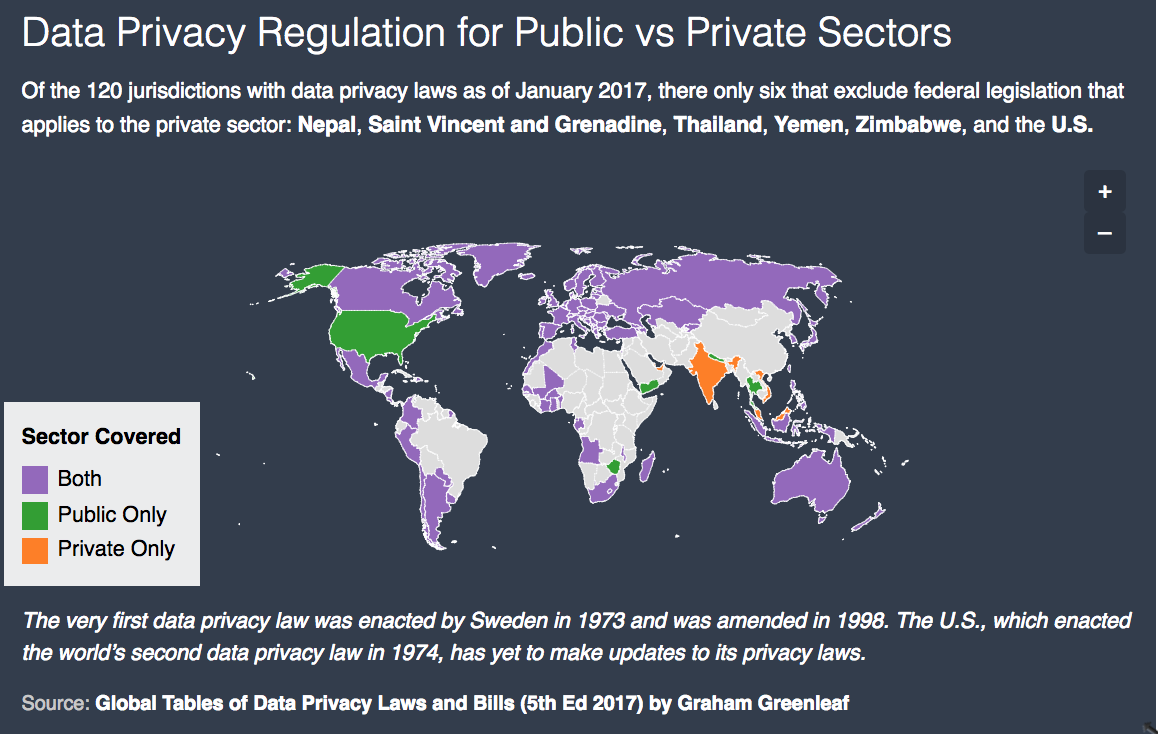 Data Privacy Regulation for Public vs Private Sectors
Of the 120 jurisdictions with data privacy laws as of January 2017, there only six that exclude federal legislation that
applies to the private sector: Nepal, Saint Vincent and Grenadine, Thailand, Yemen, Zimbabwe, and the U.S.
+
−
Sector Covered
Both
Public Only
Private Only
The very first data privacy law was enacted by Sweden in 1973 and was amended in 1998. The U.S., which enacted
the world’s second data privacy law in 1974, has yet to make updates to its privacy laws.
Source: Global Tables of Data Privacy Laws and Bills (5th Ed 2017) by Graham Greenleaf